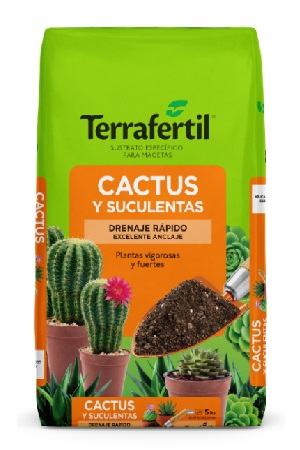 Terrafertil®
SUSTRATO ESPECÍFICO
PARA MACETAS
CACTUS
Y SUCULENTAS
DRENAJE RÁPIDO
EXCELENTE ANCLAJE
Plantas vigorosas
y fuertes
CACTUS
Y SUCULENTAS
DRENAJE RÁPIDO
5
CACTUS